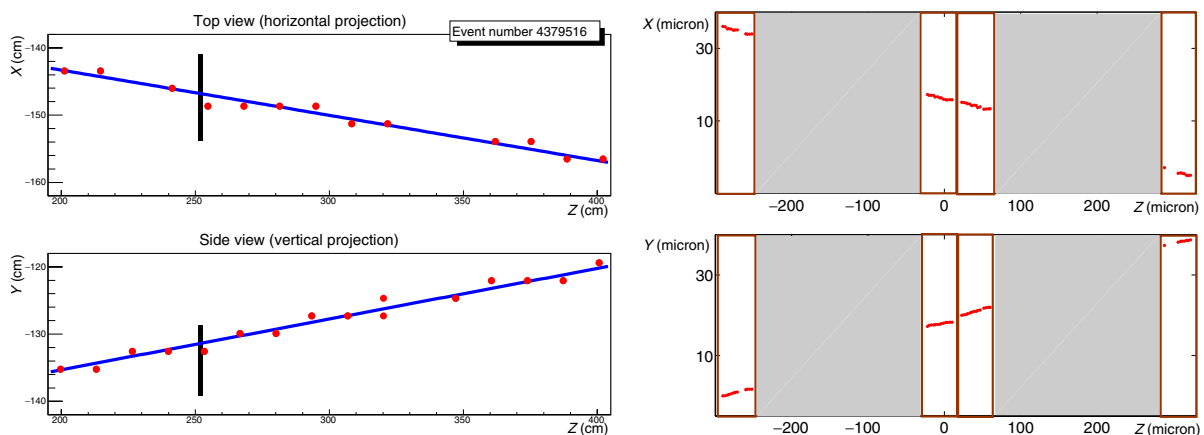 Top view (horizontal projection)
Event number 4379516
X (cm)
−140
−150
−160
200 250 300 350 400
Z (cm)
Side view (vertical projection)
Y (cm)
−120
−130
−140
200 250 300 350 400
Z (cm)
X (micron)
30
10
−200 −100 0 100 200 Z (micron)
Y (micron)
30
10
−200 −100 0 100 200 Z (micron)